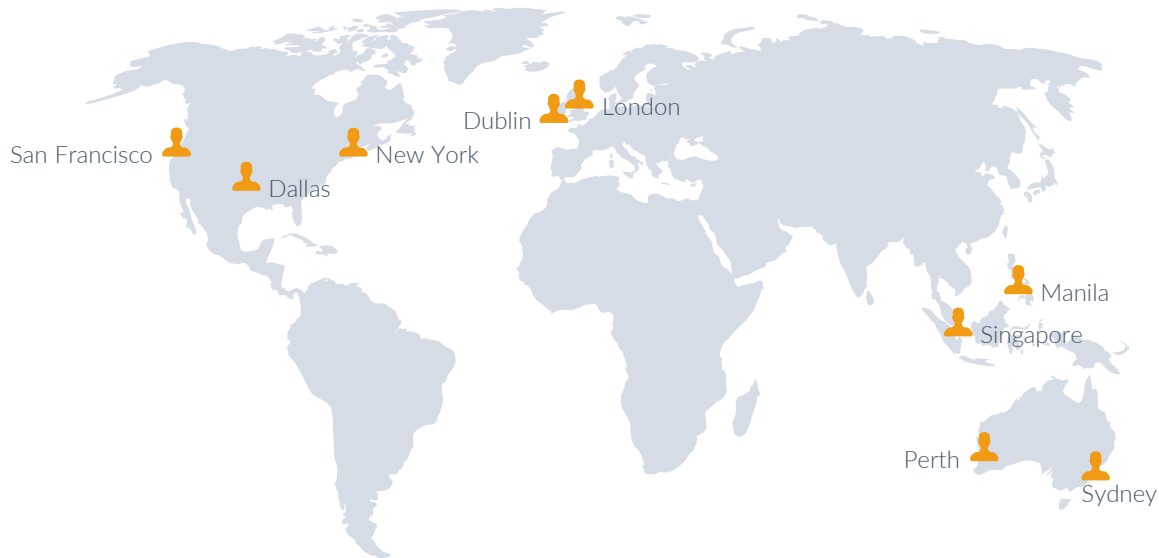 London
Dublin
San Francisco
New York
Dallas
Manila
Singapore
Perth
Sydney